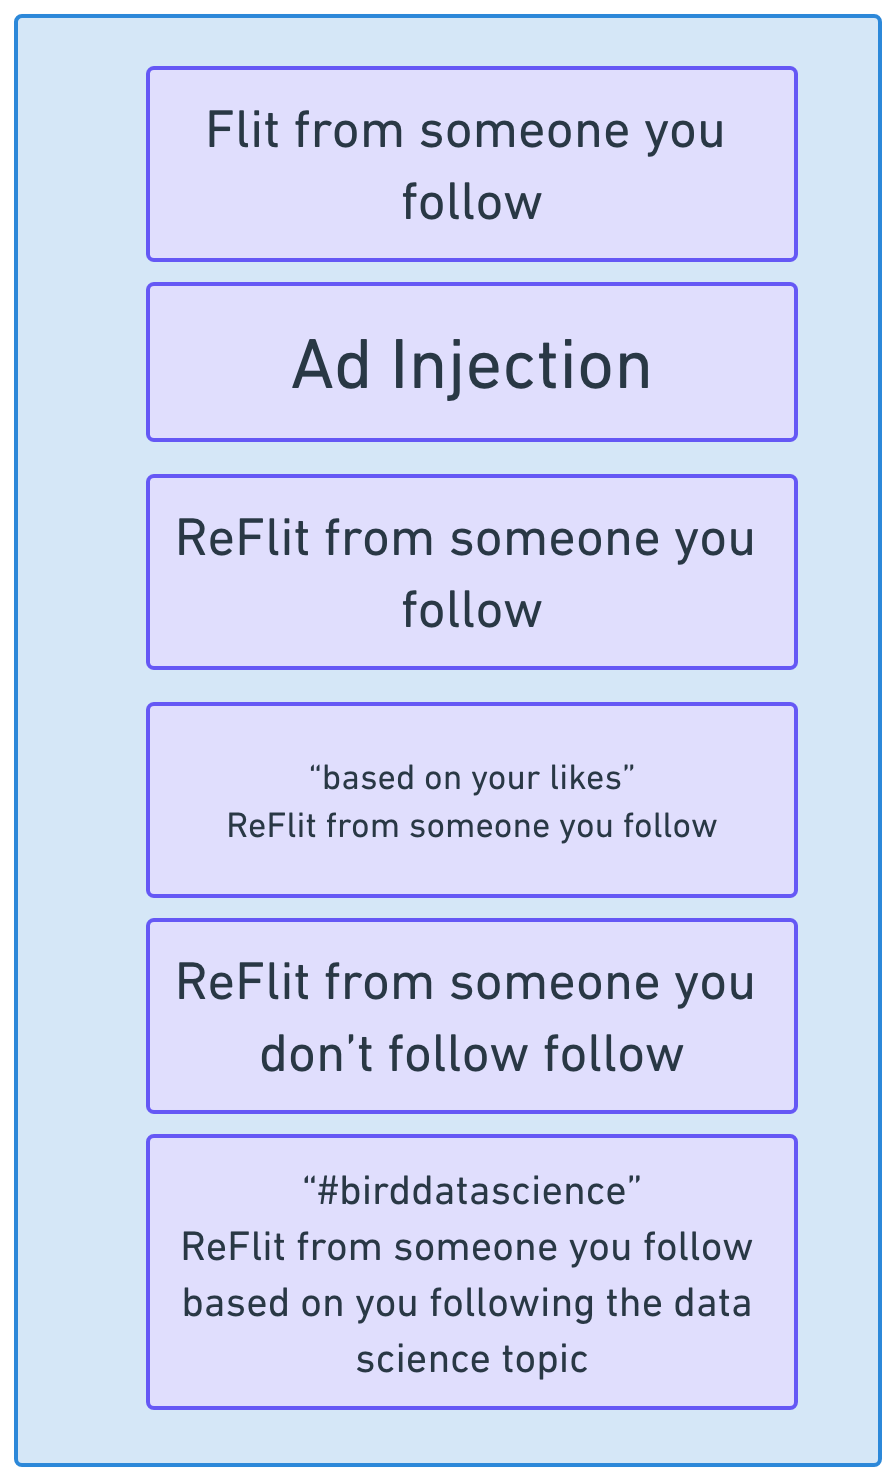 Flit from someone you
follow
Ad Injection
ReFlit from someone you
follow
“based on your likes”
ReFlit from someone you follow
ReFlit from someone you
don’t follow follow
“#birddatascience”
ReFlit from someone you follow
based on you following the data
science topic